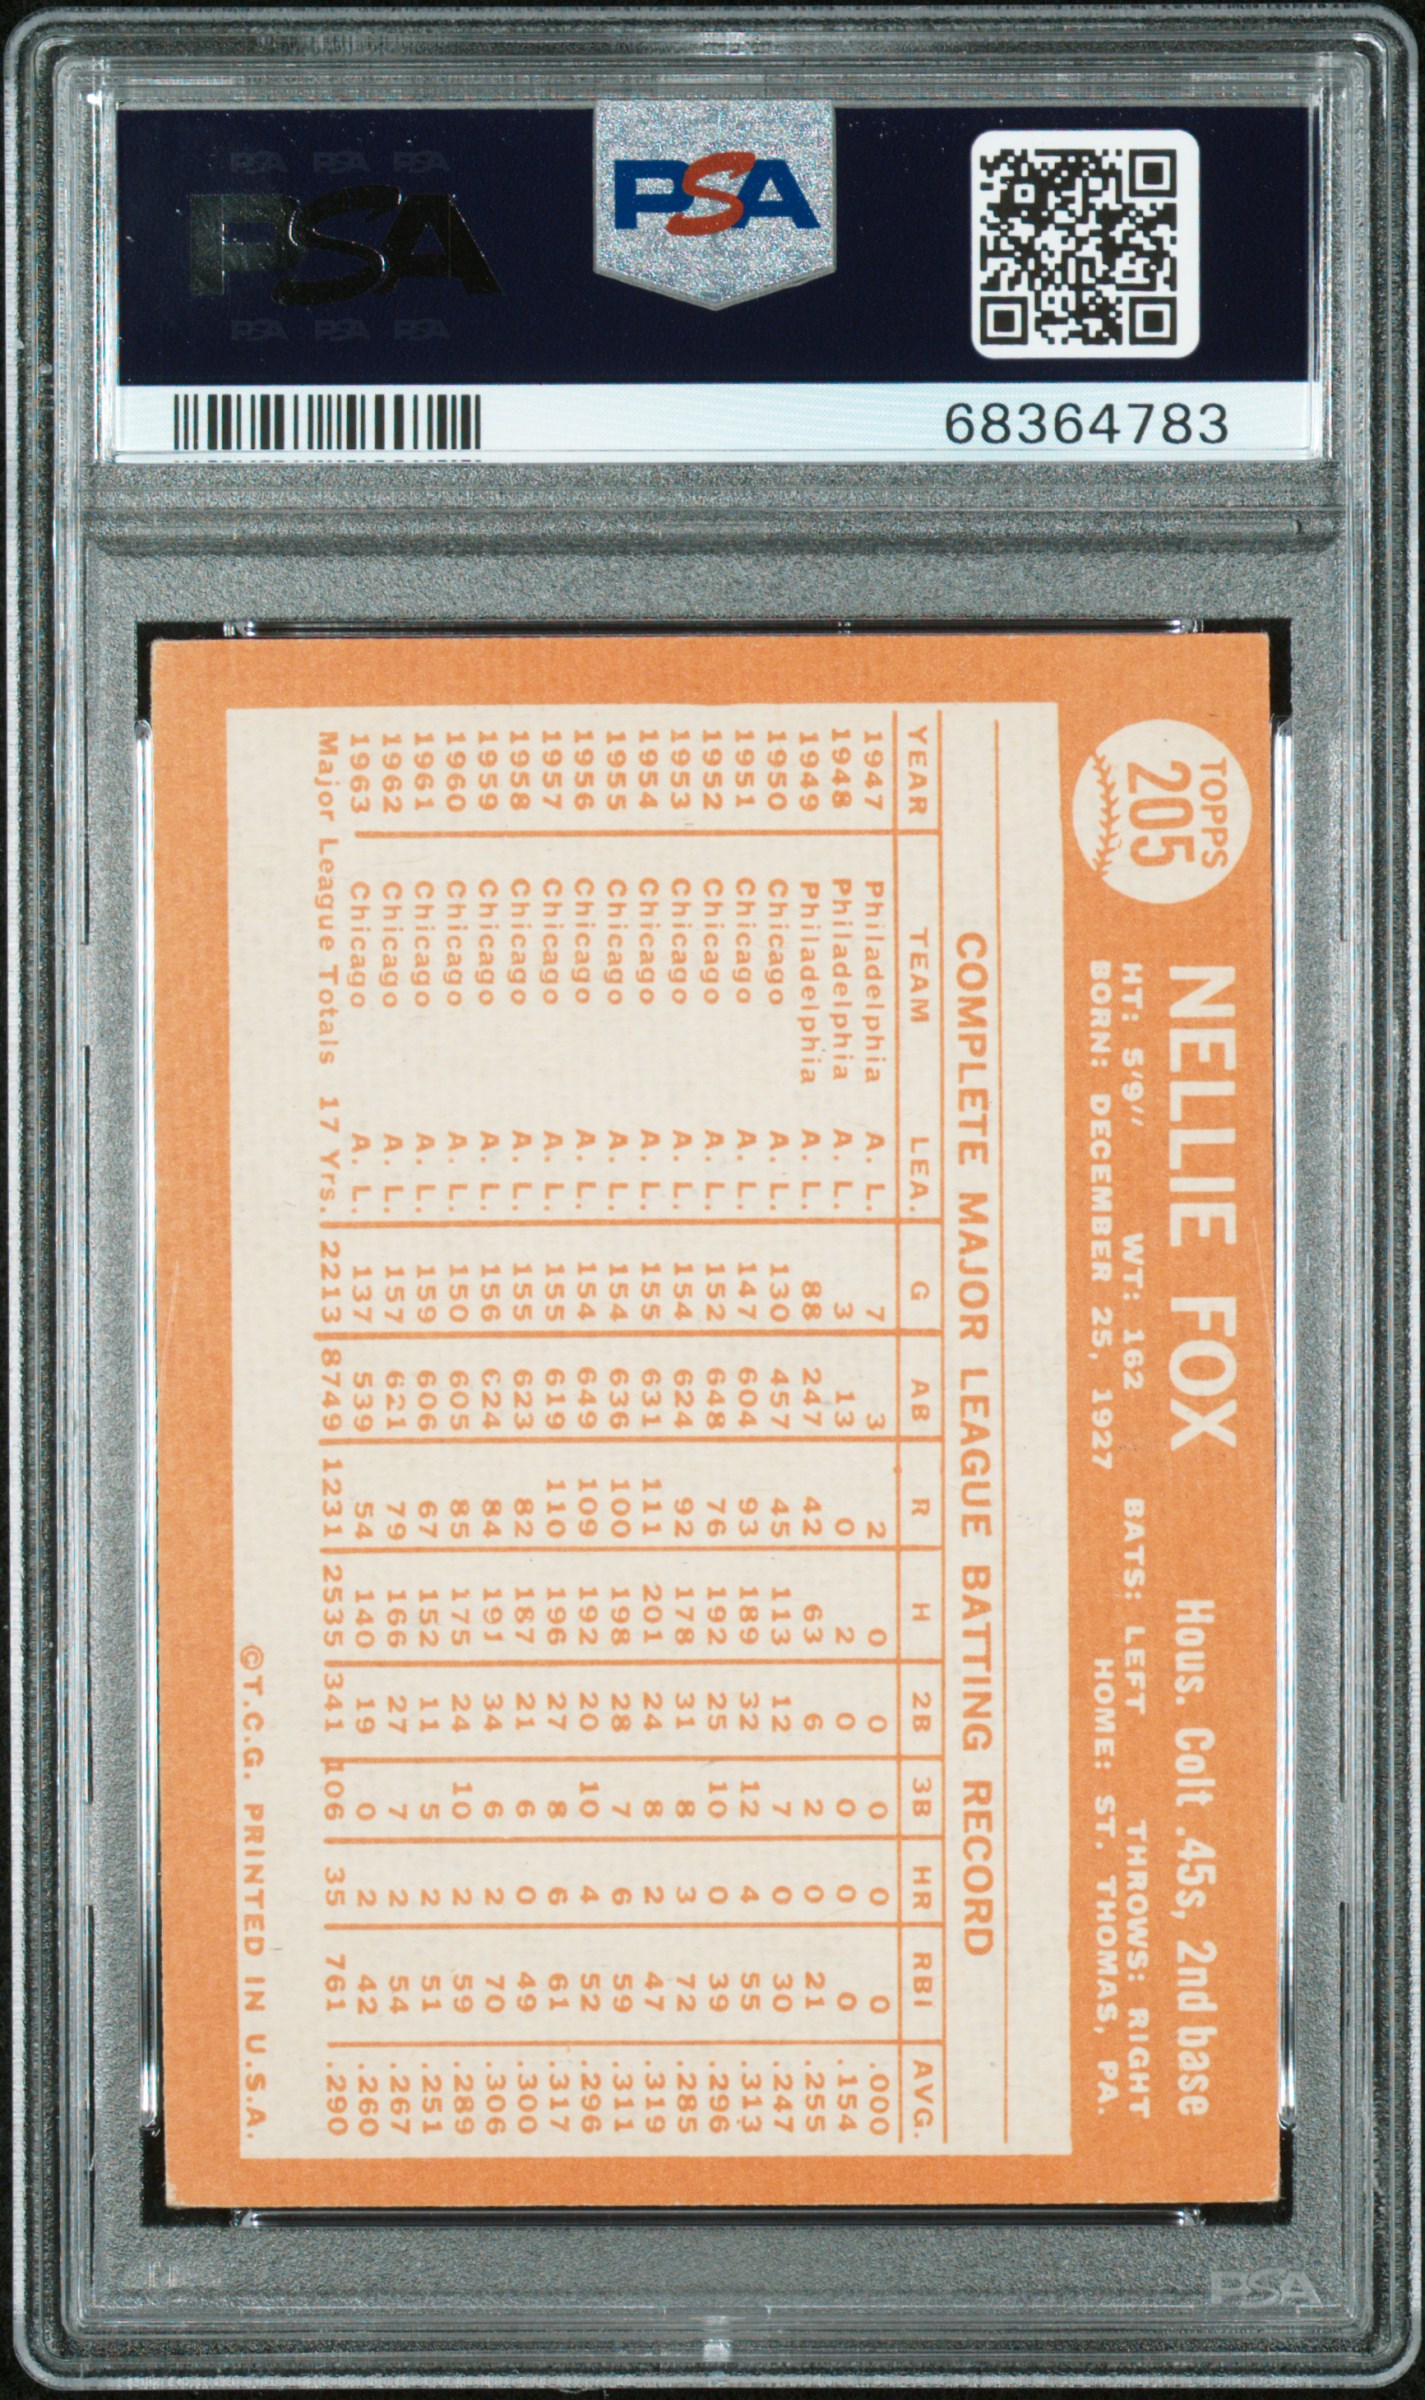 PSA PSA PSA
PSA
PSA PSA PSA
PSA
68364783
TOPPS
205
NELLIE FOX Hous. Colt .45s, 2nd base
HT: 5'9" WT: 162 BATS: LEFT THROWS: RIGHT
BORN: DECEMBER 25, 1927 HOME: ST. THOMAS, PA.
COMPLETE MAJOR LEAGUE BATTING RECORD
YEAR TEAM LEA. G AB R H 2B 3B HR RBI AVG.
1947 Philadelphia A. L. 7 3 2 0 0 0 0 0 .000
1948 Philadelphia A. L. 3 13 0 2 0 0 0 0 .154
1949 Philadelphia A. L. 88 247 42 63 6 2 0 21 .255
1950 Chicago A. L. 130 457 45 113 12 7 0 30 .247
1951 Chicago A. L. 147 604 93 189 32 12 4 55 .313
1952 Chicago A. L. 152 648 76 192 25 10 0 39 .296
1953 Chicago A. L. 154 624 92 178 31 8 3 72 .285
1954 Chicago A. L. 155 631 111 201 24 8 2 47 .319
1955 Chicago A. L. 154 636 100 198 28 7 6 59 .311
1956 Chicago A. L. 154 649 109 192 20 10 4 52 .296
1957 Chicago A. L. 155 619 110 196 27 8 6 61 .317
1958 Chicago A. L. 155 623 82 187 21 6 0 49 .300
1959 Chicago A. L. 156 624 84 191 34 6 2 70 .306
1960 Chicago A. L. 150 605 85 175 24 10 2 59 .289
1961 Chicago A. L. 159 606 67 152 11 5 2 51 .251
1962 Chicago A. L. 157 621 79 166 27 7 2 54 .267
1963 Chicago A. L. 137 539 54 140 19 0 2 42 .260
Major League Totals 17 Yrs. 2213 8749 1231 2535 341 106 35 761 .290
©T.C.G. PRINTED IN U.S.A.
PSA